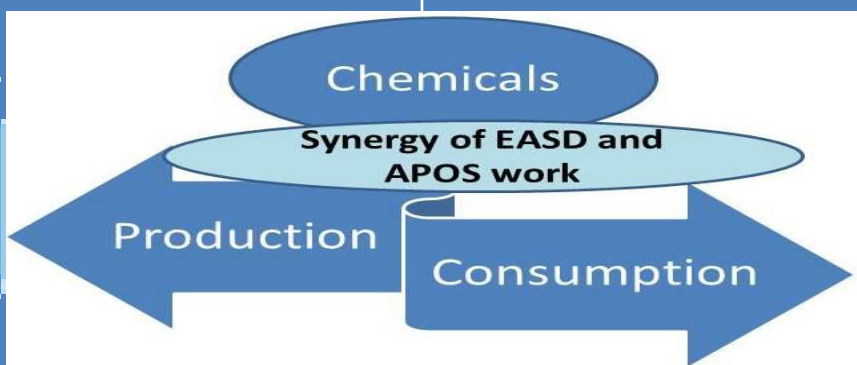 Chemicals
Synergy of EASD and
APOS work
Production
Consumption